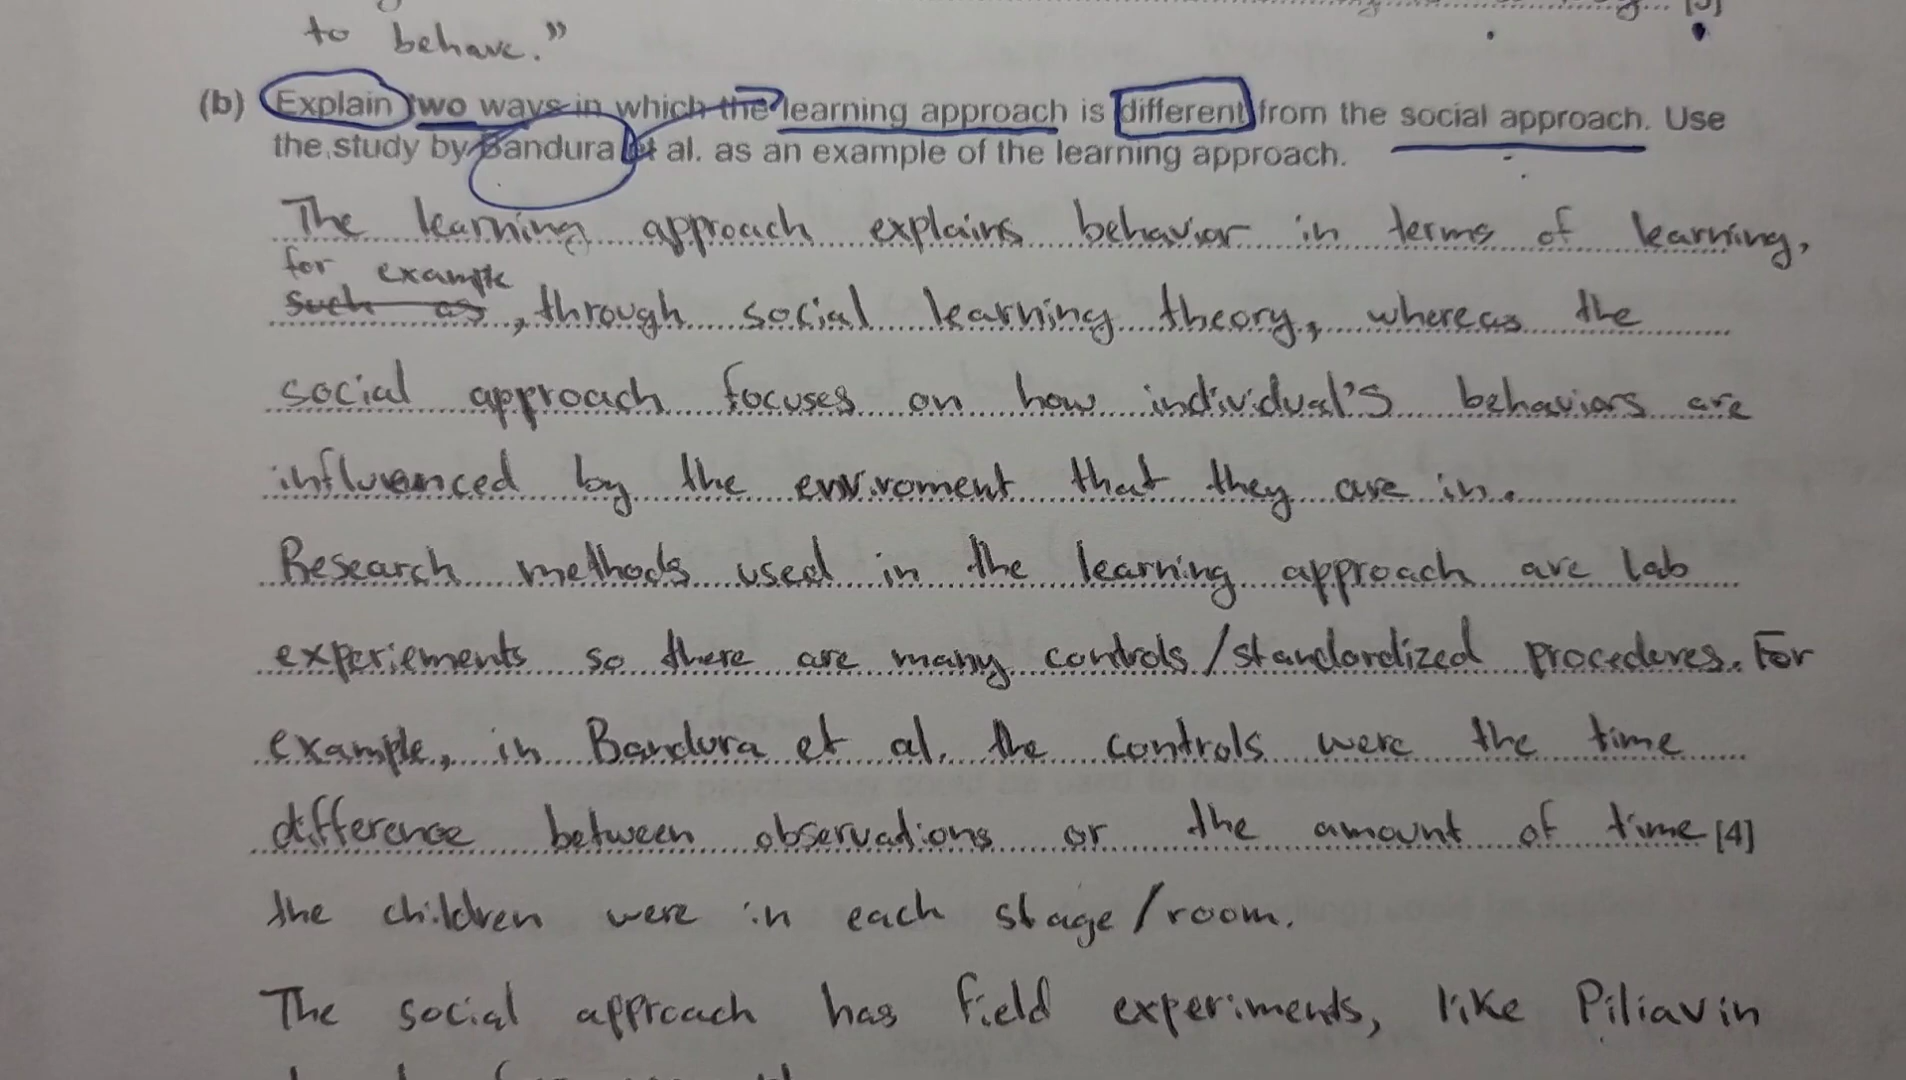 to behave.”
(b) Explain two ways in which the learning approach is different from the social approach. Use
the study by Bandura et al. as an example of the learning approach.
The learning approach explains behavior in terms of learning,
for example
such as, through social learning theory, whereas the
social approach focuses on how individual's behaviors are
influenced by the enviroment that they are in.
Research methods used in the learning approach are lab
experiements so there are many controls/standardized procederes. For
example, in Bandura et al. the controls were the time
difference between observations or the amount of time [4]
the children were in each stage/room.
The social approach has field experiments, like Piliavin